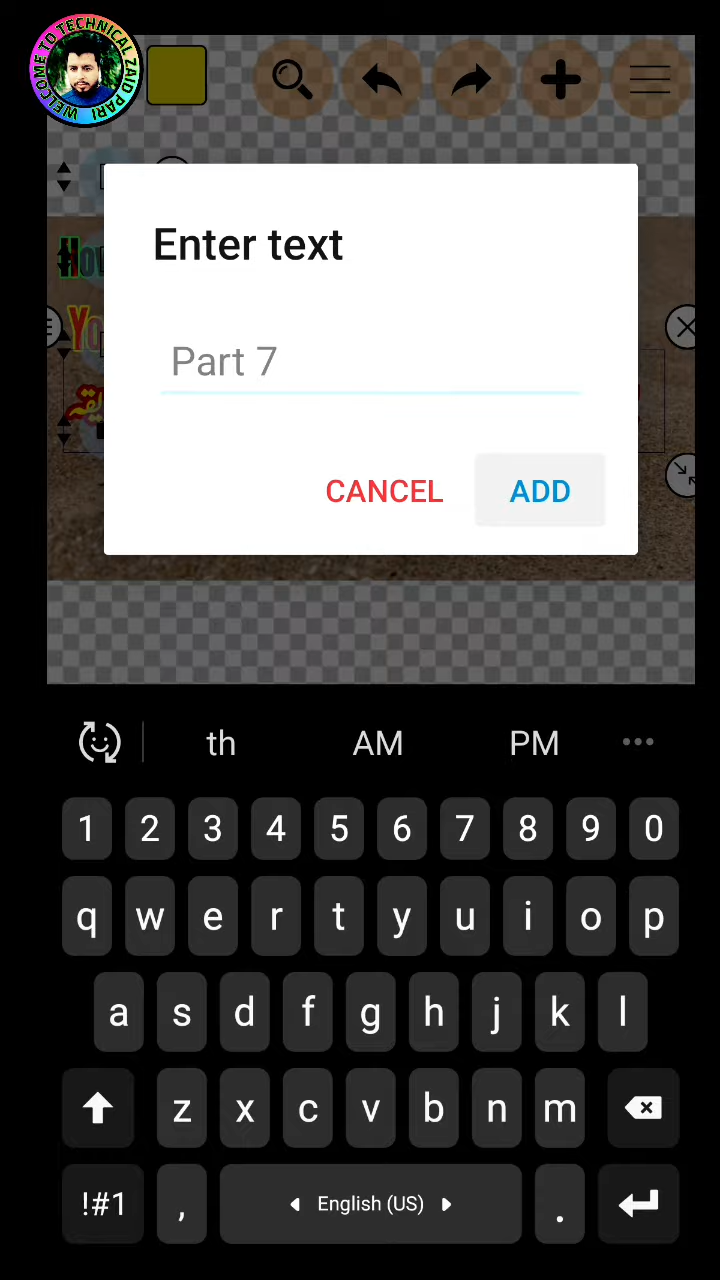 WELCOME TO TECHNICAL ZAID PARI
Enter text
Part 7
CANCEL
ADD
th
AM
PM
1 2 3 4 5 6 7 8 9 0
q w e r t y u i o p
a s d f g h j k l
z x c v b n m
!#1 , English (US) .